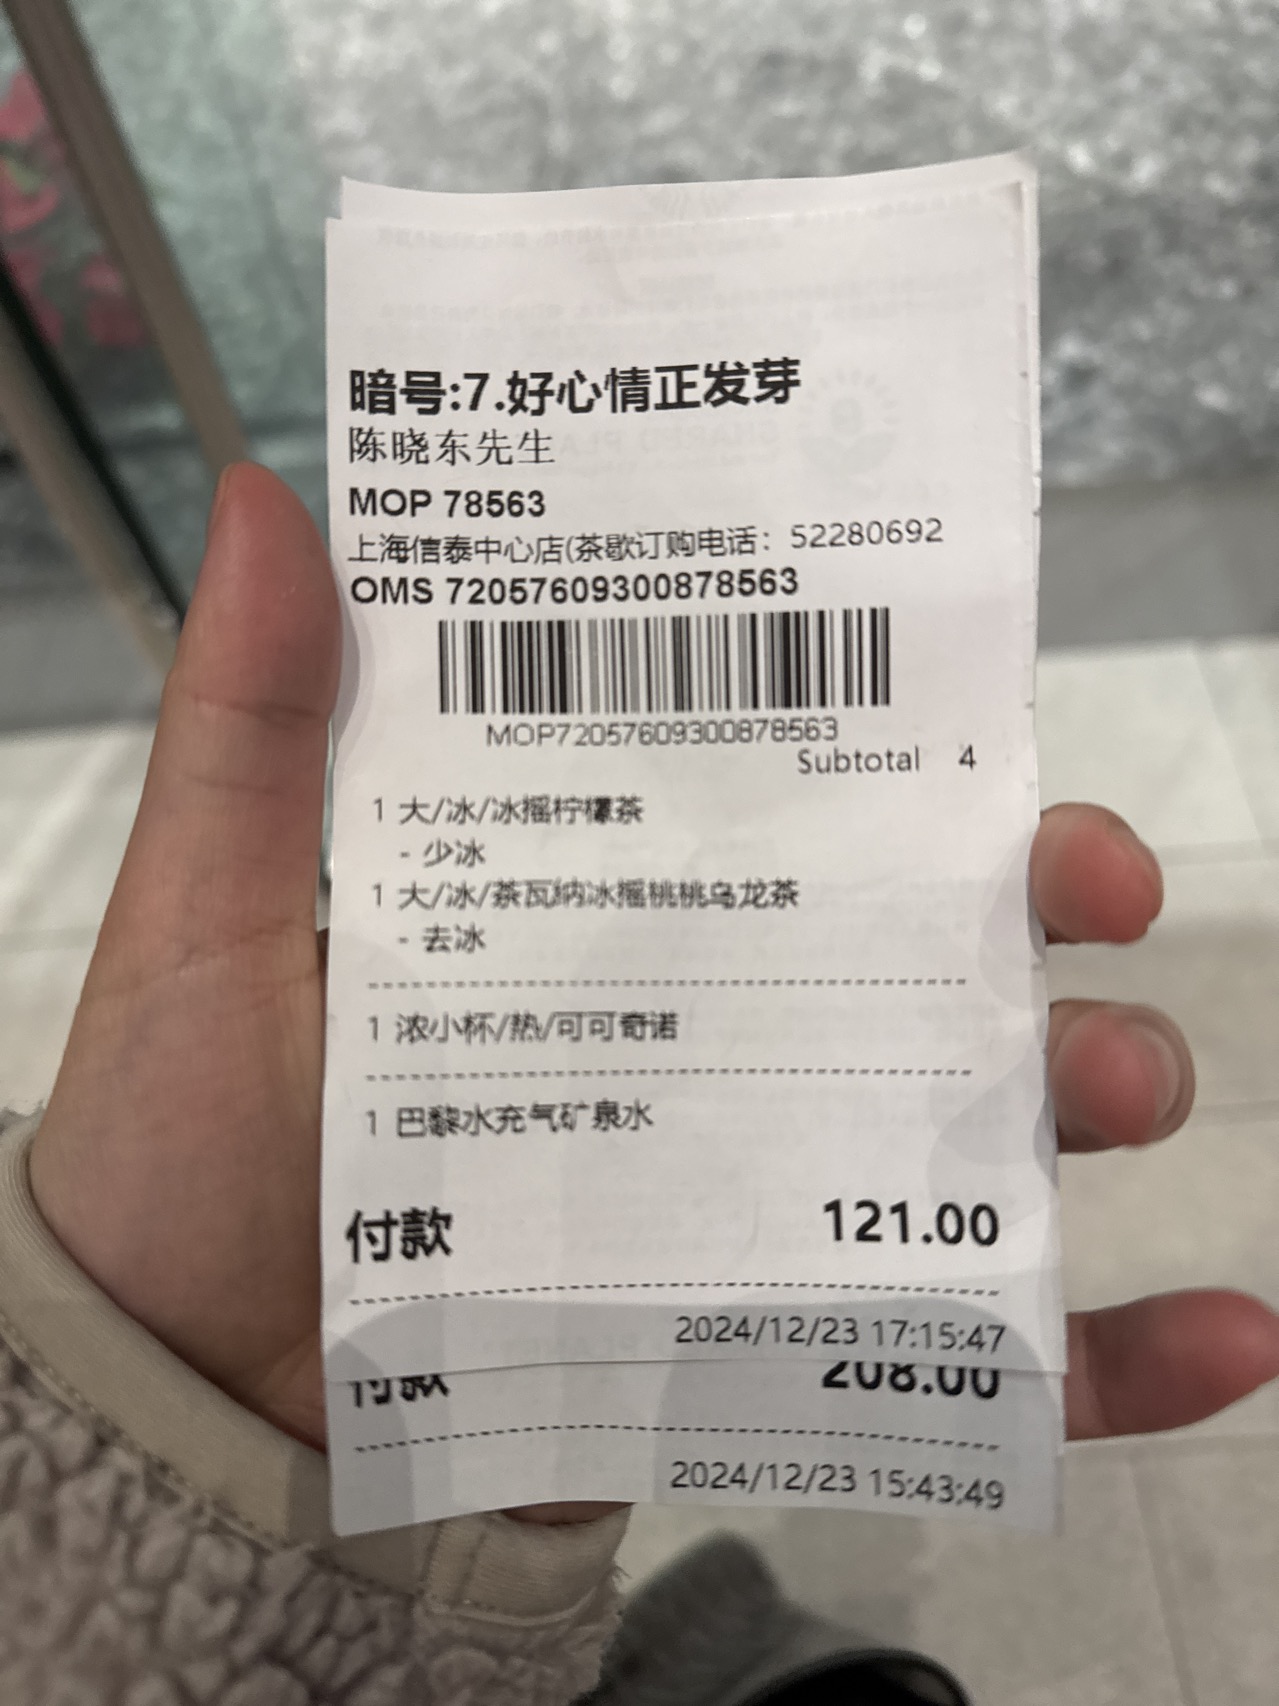 暗号:7.好心情正发芽
陈晓东先生
MOP 78563
上海信泰中心店(茶歇订购电话：52280692
OMS 72057609300878563
MOP72057609300878563
Subtotal 4
1 大/冰/冰摇柠檬茶
- 少冰
1 大/冰/茶瓦纳冰摇桃桃乌龙茶
- 去冰
1 浓小杯/热/可可奇诺
1 巴黎水充气矿泉水
付款 121.00
2024/12/23 17:15:47
付款 208.00
2024/12/23 15:43:49